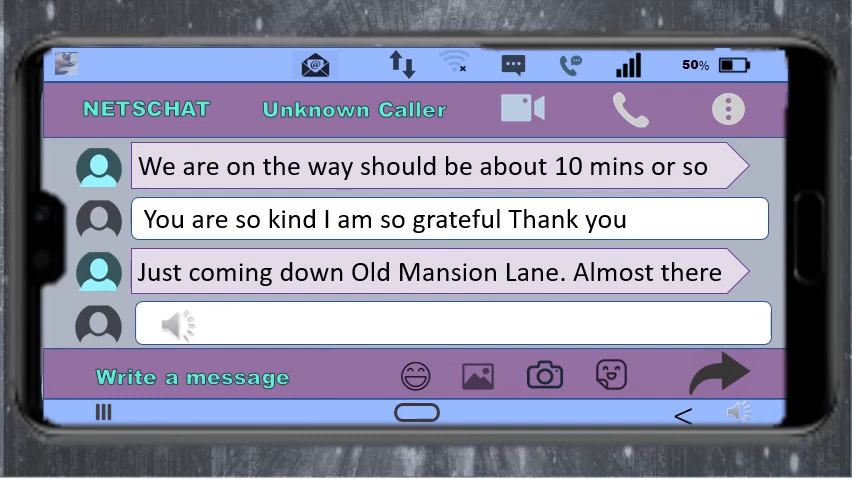 50%
NETSCHAT Unknown Caller
We are on the way should be about 10 mins or so
You are so kind I am so grateful Thank you
Just coming down Old Mansion Lane. Almost there
Write a message